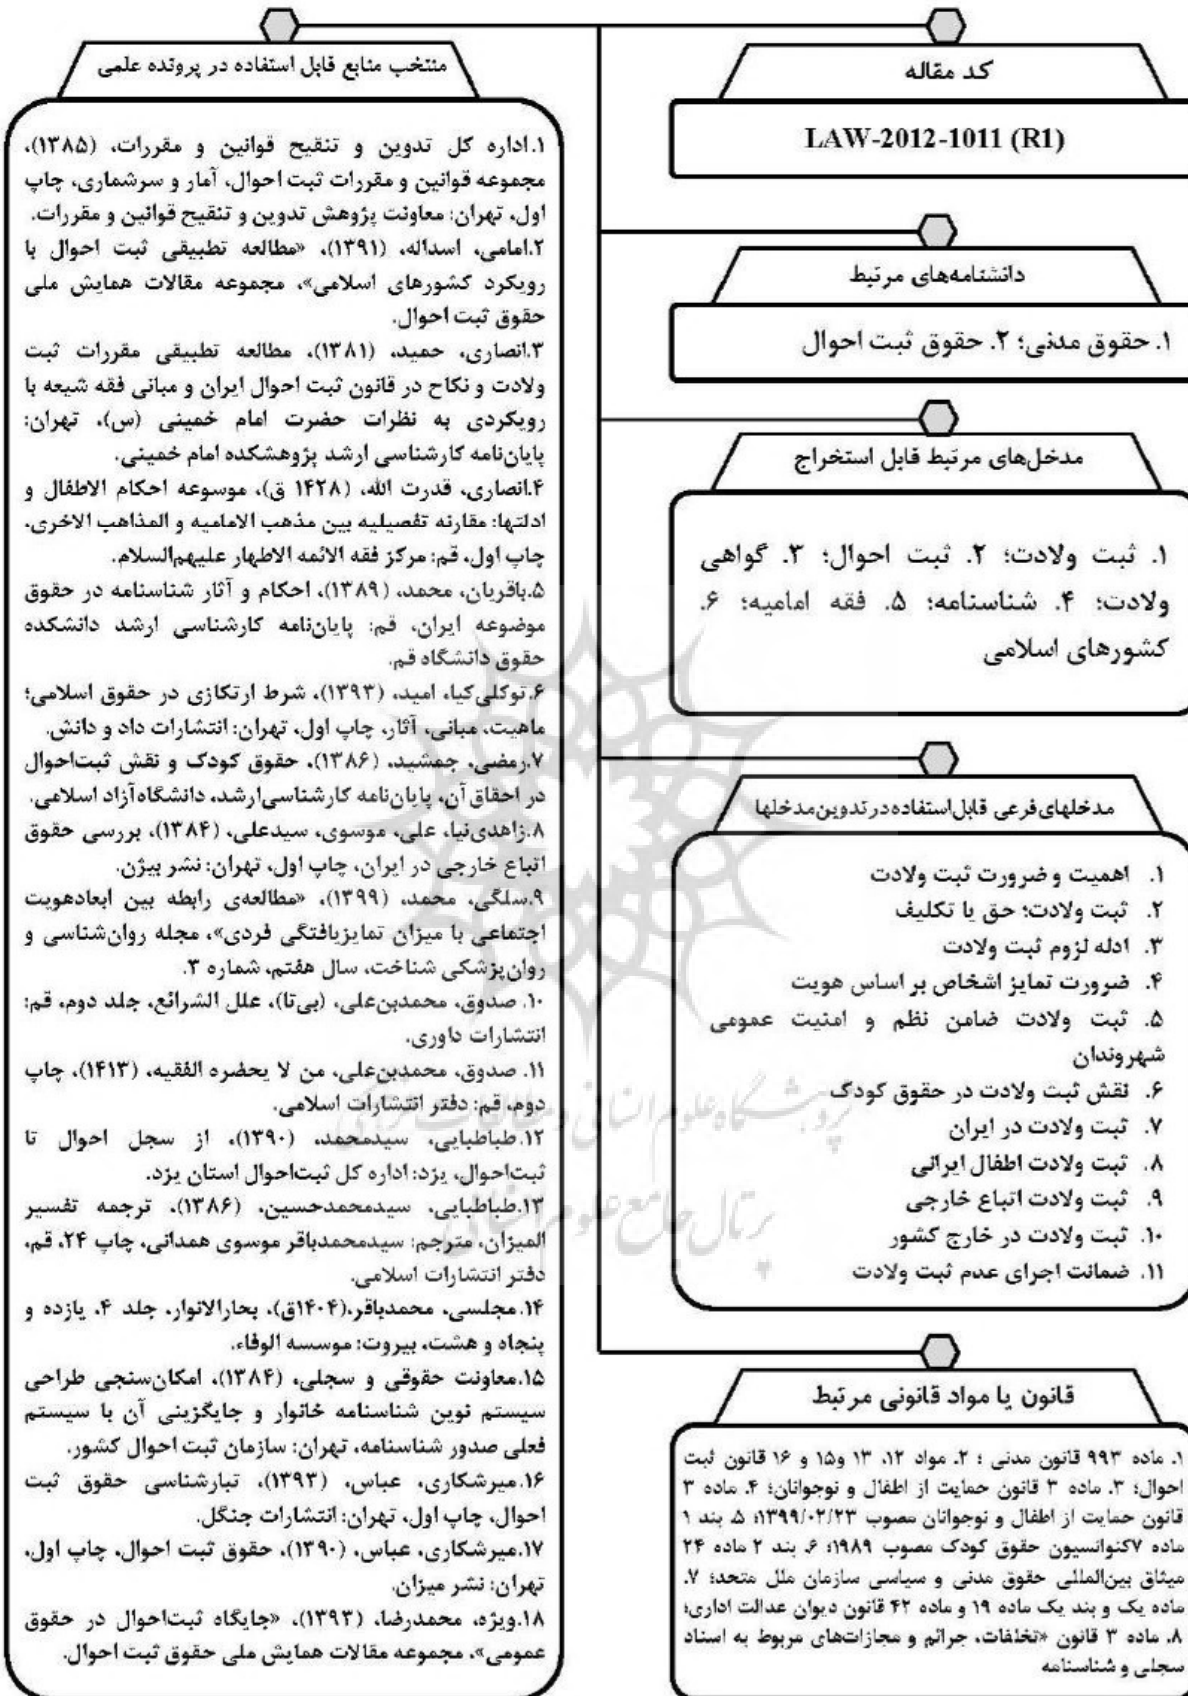 کد مقاله
LAW-2012-1011 (R1)
دانشنامه‌های مرتبط
۱. حقوق مدنی؛ ۲. حقوق ثبت احوال
مدخل‌های مرتبط قابل استخراج
۱. ثبت ولادت؛ ۲. ثبت احوال؛ ۳. گواهی
ولادت؛ ۴. شناسنامه؛ ۵. فقه امامیه؛ ۶.
کشورهای اسلامی
مدخلهای فرعی قابل استفاده در تدوین مدخلها
۱. اهمیت و ضرورت ثبت ولادت
۲. ثبت ولادت؛ حق یا تکلیف
۳. ادله لزوم ثبت ولادت
۴. ضرورت تمایز اشخاص بر اساس هویت
۵. ثبت ولادت ضامن نظم و امنیت عمومی
شهروندان
۶. نقش ثبت ولادت در حقوق کودک
۷. ثبت ولادت در ایران
۸. ثبت ولادت اطفال ایرانی
۹. ثبت ولادت اتباع خارجی
۱۰. ثبت ولادت در خارج کشور
۱۱. ضمانت اجرای عدم ثبت ولادت
قانون یا مواد قانونی مرتبط
۱. ماده ۹۹۳ قانون مدنی ؛ ۲. مواد ۱۲، ۱۳ و۱۵ و ۱۶ قانون ثبت
احوال؛ ۳. ماده ۳ قانون حمایت از اطفال و نوجوانان؛ ۴. ماده ۳
قانون حمایت از اطفال و نوجوانان مصوب ۱۳۹۹/۰۲/۲۳؛ ۵. بند ۱
ماده ۷کنوانسیون حقوق کودک مصوب ۱۹۸۹؛ ۶. بند ۲ ماده ۲۴
میثاق بین‌المللی حقوق مدنی و سیاسی سازمان ملل متحد؛ ۷.
ماده یک و بند یک ماده ۱۹ و ماده ۴۲ قانون دیوان عدالت اداری؛
۸. ماده ۳ قانون «تخلفات، جرائم و مجازات‌های مربوط به اسناد
سجلی و شناسنامه
منتخب منابع قابل استفاده در پرونده علمی
۱.اداره کل تدوین و تنقیح قوانین و مقررات، (۱۳۸۵)،
مجموعه قوانین و مقررات ثبت احوال، آمار و سرشماری، چاپ
اول، تهران: معاونت پژوهش تدوین و تنقیح قوانین و مقررات.
۲.امامی، اسداله، (۱۳۹۱)، «مطالعه تطبیقی ثبت احوال با
رویکرد کشورهای اسلامی»، مجموعه مقالات همایش ملی
حقوق ثبت احوال.
۳.انصاری، حمید، (۱۳۸۱)، مطالعه تطبیقی مقررات ثبت
ولادت و نکاح در قانون ثبت احوال ایران و مبانی فقه شیعه با
رویکردی به نظرات حضرت امام خمینی (س)، تهران:
پایان‌نامه کارشناسی ارشد پژوهشکده امام خمینی.
۴.انصاری، قدرت الله، (۱۴۲۸ ق)، موسوعه احکام الاطفال و
ادلتها: مقارنه تفصیلیه بین مذهب الامامیه و المذاهب الاخری،
چاپ اول، قم: مرکز فقه الائمه الاطهار علیهم‌السلام.
۵.باقریان، محمد، (۱۳۸۹)، احکام و آثار شناسنامه در حقوق
موضوعه ایران، قم: پایان‌نامه کارشناسی ارشد دانشکده
حقوق دانشگاه قم.
۶.توکلی‌کیا، امید، (۱۳۹۳)، شرط ارتکازی در حقوق اسلامی؛
ماهیت، مبانی، آثار، چاپ اول، تهران: انتشارات داد و دانش.
۷.رمضی، جمشید، (۱۳۸۶)، حقوق کودک و نقش ثبت‌احوال
در احقاق آن، پایان‌نامه کارشناسی‌ارشد، دانشگاه‌آزاد اسلامی.
۸.زاهدی‌نیا، علی، موسوی، سیدعلی، (۱۳۸۴)، بررسی حقوق
اتباع خارجی در ایران، چاپ اول، تهران: نشر بیژن.
۹.سلگی، محمد، (۱۳۹۹)، «مطالعه‌ی رابطه بین ابعادهویت
اجتماعی با میزان تمایزیافتگی فردی»، مجله روان‌شناسی و
روان‌پزشکی شناخت، سال هفتم، شماره ۳.
۱۰. صدوق، محمدبن‌علی، (بی‌تا)، علل الشرائع، جلد دوم، قم:
انتشارات داوری.
۱۱. صدوق، محمدبن‌علی، من لا یحضره الفقیه، (۱۴۱۳)، چاپ
دوم، قم: دفتر انتشارات اسلامی.
۱۲.طباطبایی، سیدمحمد، (۱۳۹۰)، از سجل احوال تا
ثبت‌احوال، یزد: اداره کل ثبت‌احوال استان یزد.
۱۳.طباطبایی، سیدمحمدحسین، (۱۳۸۶)، ترجمه تفسیر
المیزان، مترجم: سیدمحمدباقر موسوی همدانی، چاپ ۲۴، قم،
دفتر انتشارات اسلامی.
۱۴.مجلسی، محمدباقر،(۱۴۰۴ق)، بحارالانوار، جلد ۴، یازده و
پنجاه و هشت، بیروت: موسسه الوفاء.
۱۵.معاونت حقوقی و سجلی، (۱۳۸۴)، امکان‌سنجی طراحی
سیستم نوین شناسنامه خانوار و جایگزینی آن با سیستم
فعلی صدور شناسنامه، تهران: سازمان ثبت احوال کشور.
۱۶.میرشکاری، عباس، (۱۳۹۳)، تبارشناسی حقوق ثبت
احوال، چاپ اول، تهران: انتشارات جنگل.
۱۷.میرشکاری، عباس، (۱۳۹۰)، حقوق ثبت احوال، چاپ اول،
تهران: نشر میزان.
۱۸.ویژه، محمدرضا، (۱۳۹۳)، «جایگاه ثبت‌احوال در حقوق
عمومی»، مجموعه مقالات همایش ملی حقوق ثبت احوال.
پژوهشگاه علوم انسانی و مطالعات فرهنگی
پرتال جامع علوم انسانی